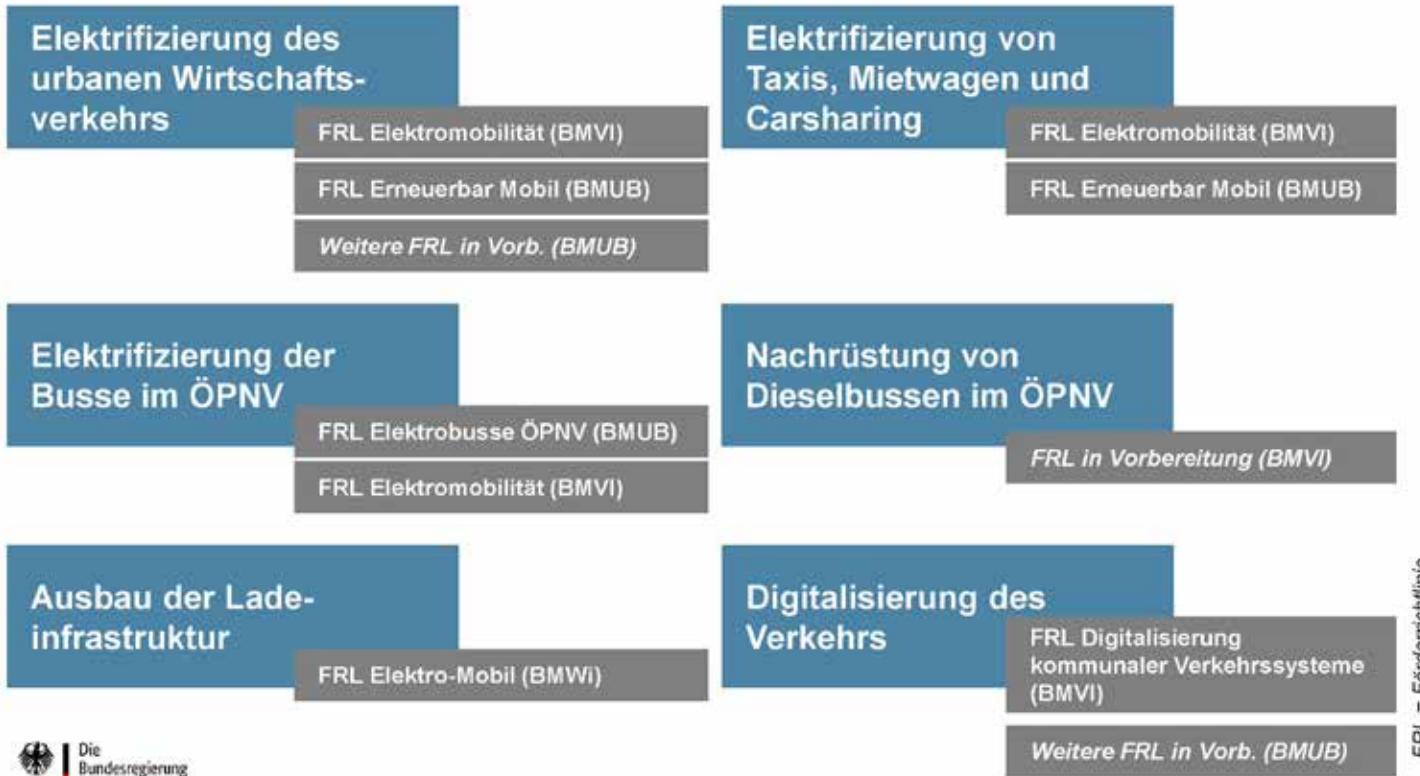 Elektrifizierung des
urbanen Wirtschafts-
verkehrs
FRL Elektromobilität (BMVI)
FRL Erneuerbar Mobil (BMUB)
Weitere FRL in Vorb. (BMUB)
Elektrifizierung von
Taxis, Mietwagen und
Carsharing
FRL Elektromobilität (BMVI)
FRL Erneuerbar Mobil (BMUB)
Elektrifizierung der
Busse im ÖPNV
FRL Elektrobusse ÖPNV (BMUB)
FRL Elektromobilität (BMVI)
Nachrüstung von
Dieselbussen im ÖPNV
FRL in Vorbereitung (BMVI)
Ausbau der Lade-
infrastruktur
FRL Elektro-Mobil (BMWi)
Digitalisierung des
Verkehrs
FRL Digitalisierung
kommunaler Verkehrssysteme
(BMVI)
Weitere FRL in Vorb. (BMUB)
FRL = Förderrichtlinie
Die
Bundesregierung